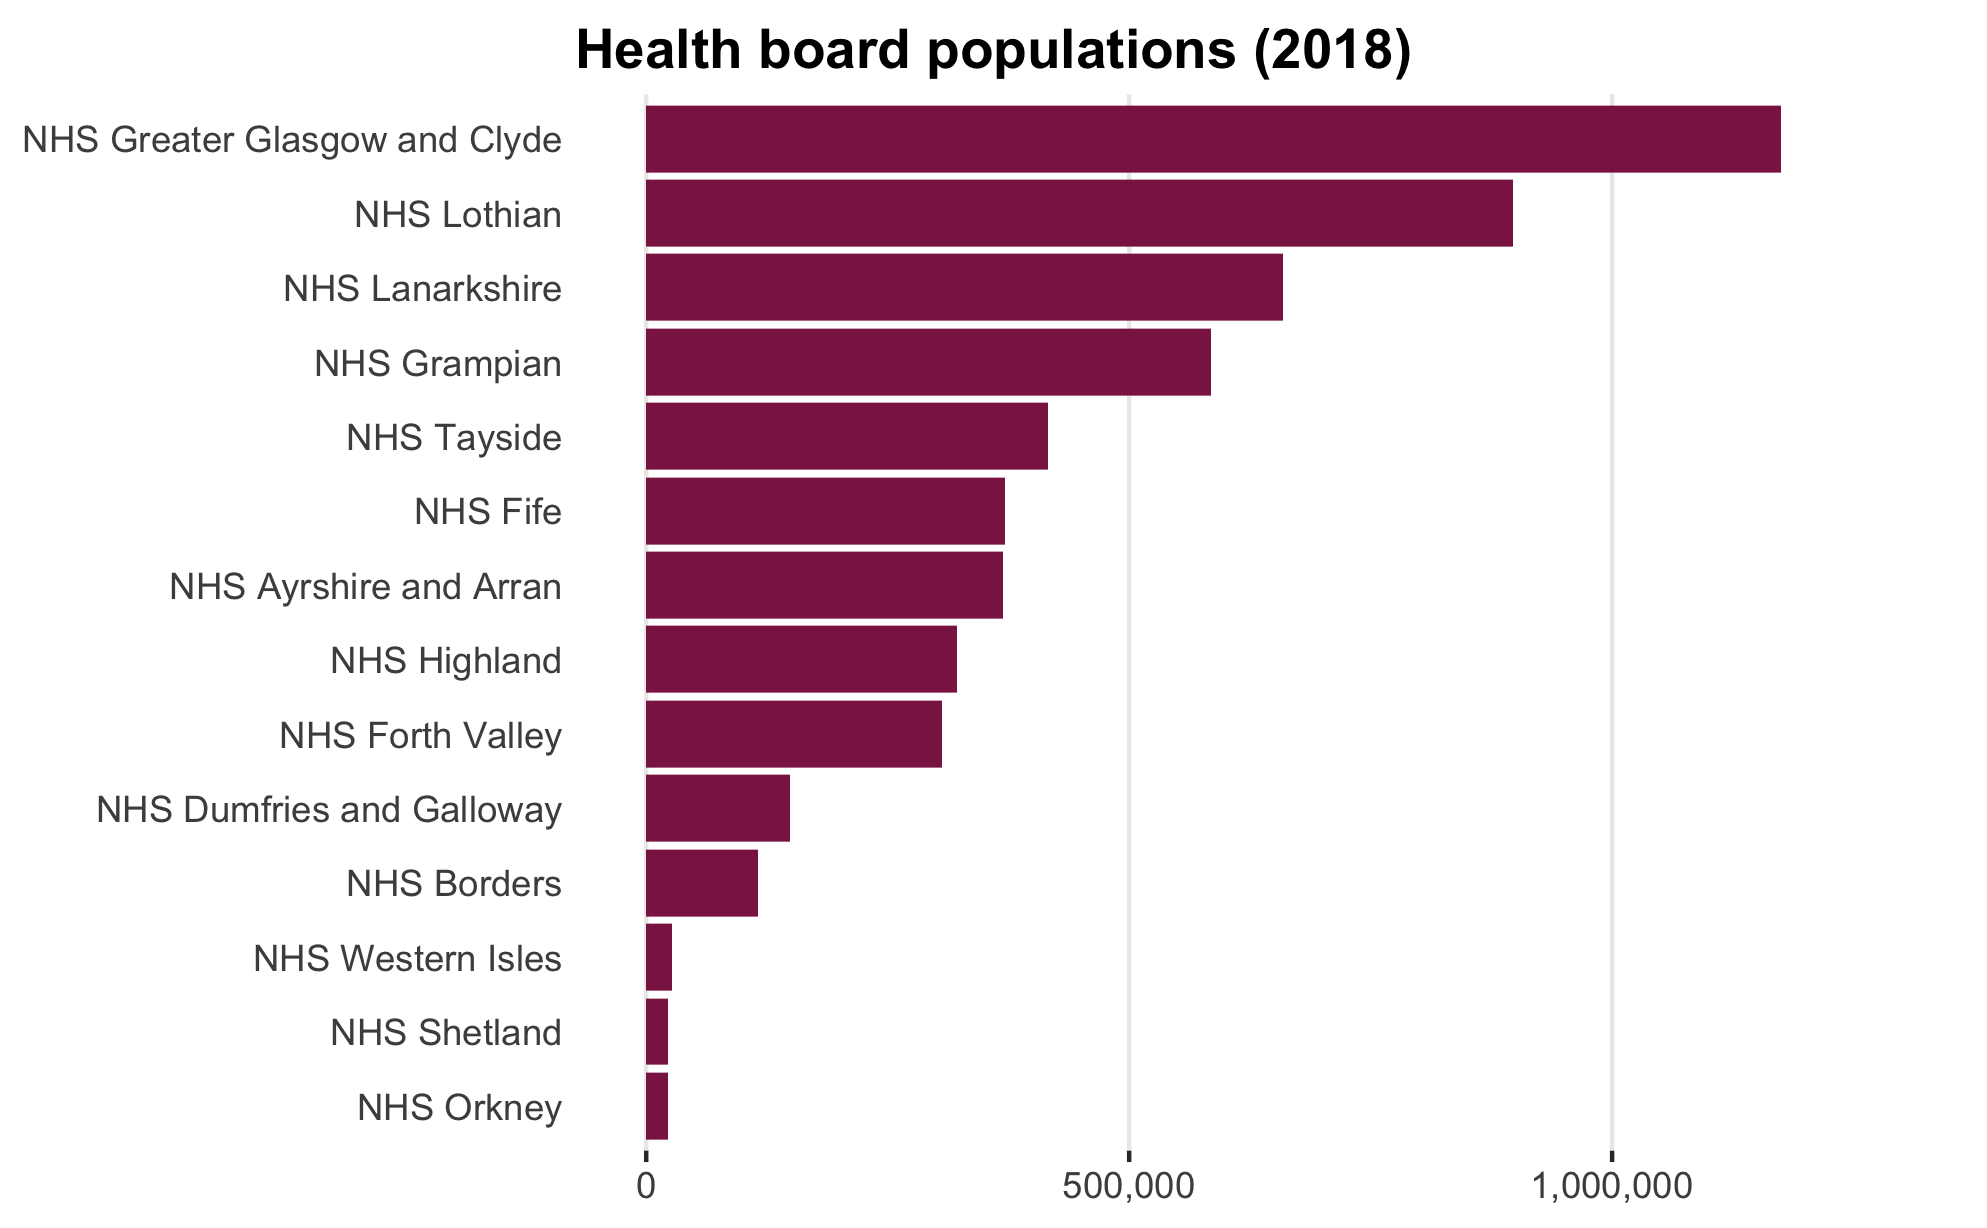 Health board populations (2018)
NHS Greater Glasgow and Clyde
NHS Lothian
NHS Lanarkshire
NHS Grampian
NHS Tayside
NHS Fife
NHS Ayrshire and Arran
NHS Highland
NHS Forth Valley
NHS Dumfries and Galloway
NHS Borders
NHS Western Isles
NHS Shetland
NHS Orkney
0 500,000 1,000,000